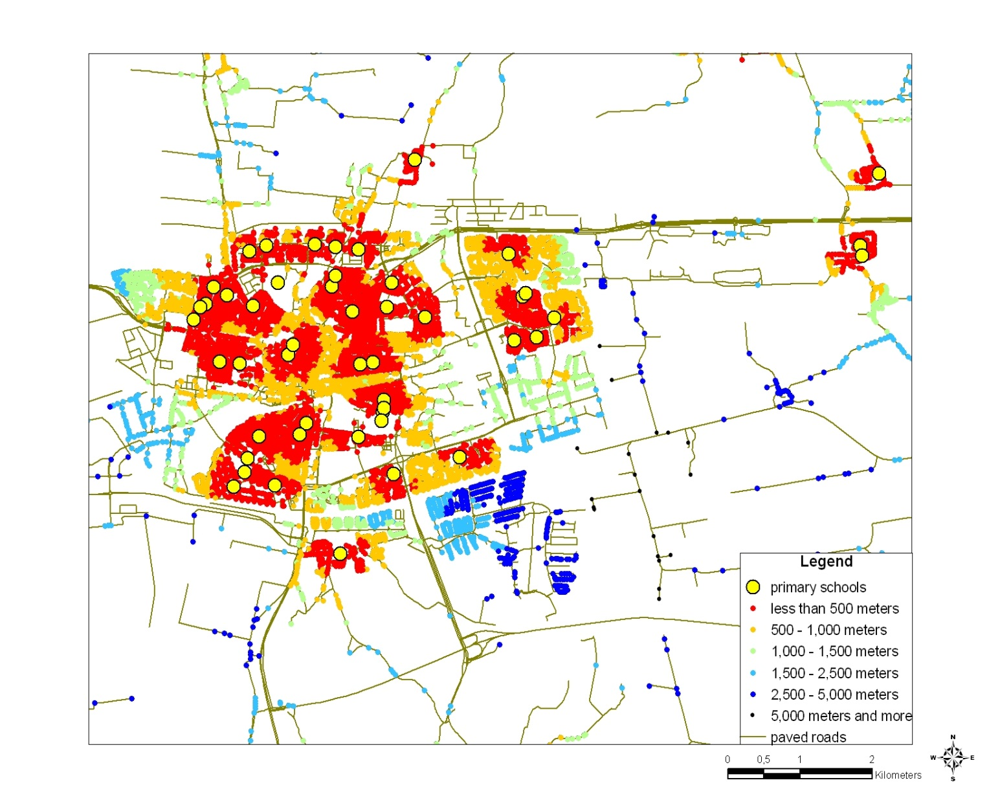 Legend
primary schools
less than 500 meters
500 - 1,000 meters
1,000 - 1,500 meters
1,500 - 2,500 meters
2,500 - 5,000 meters
5,000 meters and more
paved roads
N
W E
S
0 0,5 1 2
Kilometers